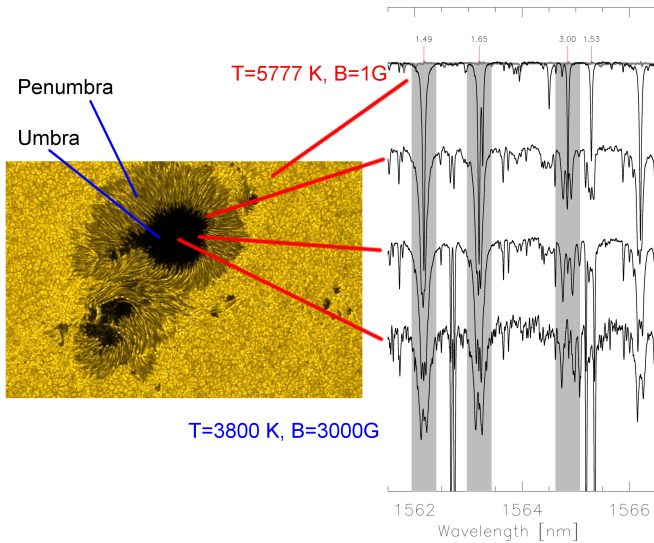 1.49 1.65 3.00 1.53
T=5777 K, B=1G
Penumbra
Umbra
T=3800 K, B=3000G
1562 1564 1566
Wavelength [nm]